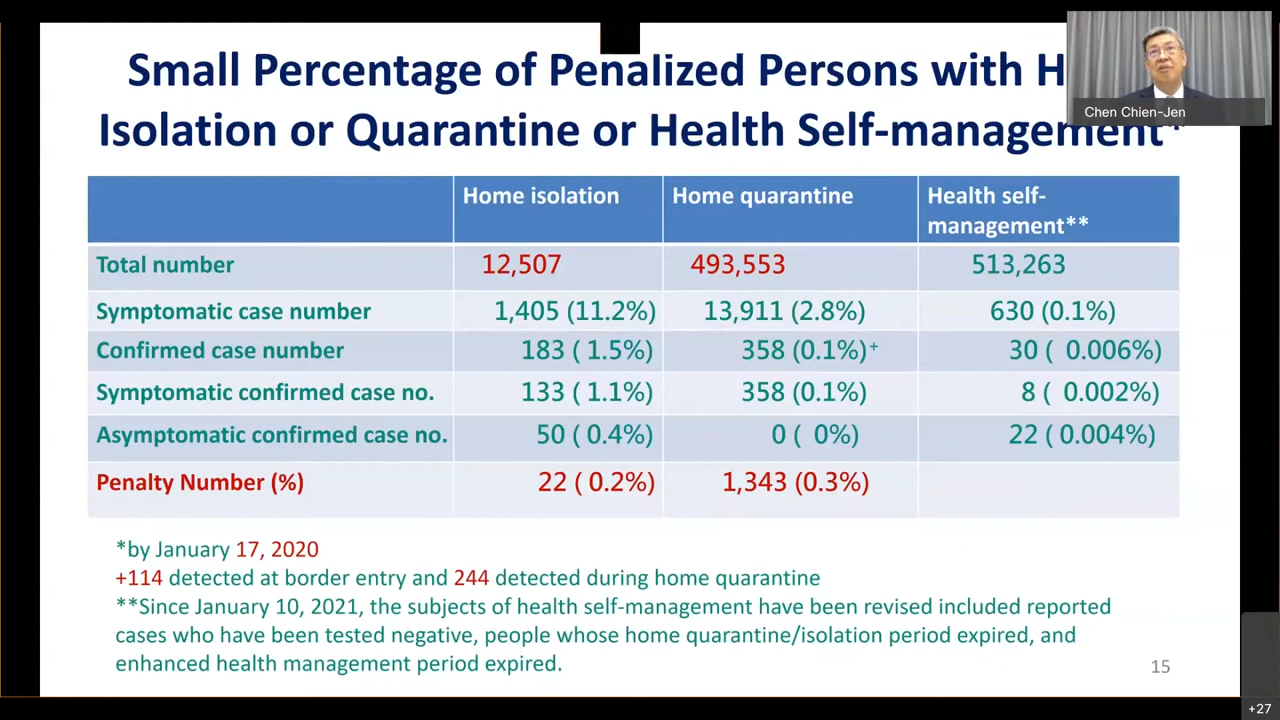 Small Percentage of Penalized Persons with H
Isolation or Quarantine or Health Self-management*
Chen Chien-Jen
Home isolation Home quarantine Health self-
management**
Total number 12,507 493,553 513,263
Symptomatic case number 1,405 (11.2%) 13,911 (2.8%) 630 (0.1%)
Confirmed case number 183 ( 1.5%) 358 (0.1%)+ 30 ( 0.006%)
Symptomatic confirmed case no. 133 ( 1.1%) 358 (0.1%) 8 ( 0.002%)
Asymptomatic confirmed case no. 50 ( 0.4%) 0 ( 0%) 22 ( 0.004%)
Penalty Number (%) 22 ( 0.2%) 1,343 (0.3%)
*by January 17, 2020
+114 detected at border entry and 244 detected during home quarantine
**Since January 10, 2021, the subjects of health self-management have been revised included reported
cases who have been tested negative, people whose home quarantine/isolation period expired, and
enhanced health management period expired.
15
+27